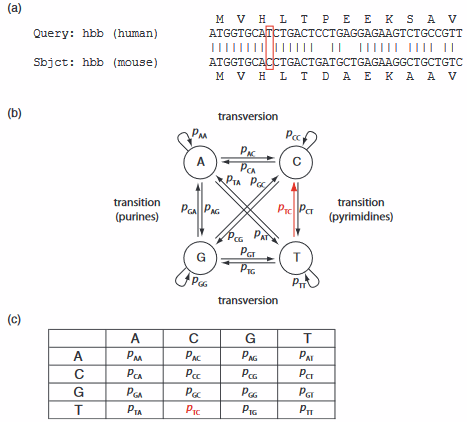 (a)
M V H L T P E E K S A V
Query: hbb (human) ATGGTGCATCTGACTCCTGAGGAGAAGTCTGCCGTT
Sbjct: hbb (mouse) ATGGTGCACCTGACTGATGCTGAGAAGGCTGCTGTC
M V H L T D A E K A A V
(b)
transversion
pAA pCC
A pAC C
pCA
pTA pGC
transition transition
(purines) pGA pAG pTC pCT (pyrimidines)
pCG pAT
G pGT T
pTG
pGG pTT
transversion
(c)
A C G T
A pAA pAC pAG pAT
C pCA pCC pCG pCT
G pGA pGC pGG pGT
T pTA pTC pTG pTT